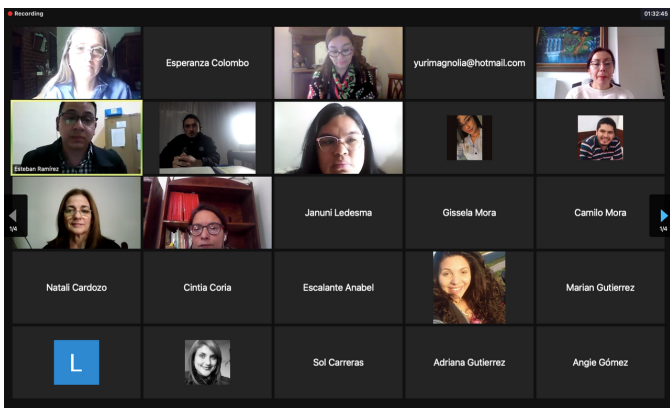 Recording
01:32:45
Esperanza Colombo
yurimagnolia@hotmail.com
Esteban Ramírez
Januni Ledesma
Gissela Mora
Camilo Mora
1/4
1/4
Natali Cardozo
Cintia Coria
Escalante Anabel
Marian Gutierrez
L
Sol Carreras
Adriana Gutierrez
Angie Gómez